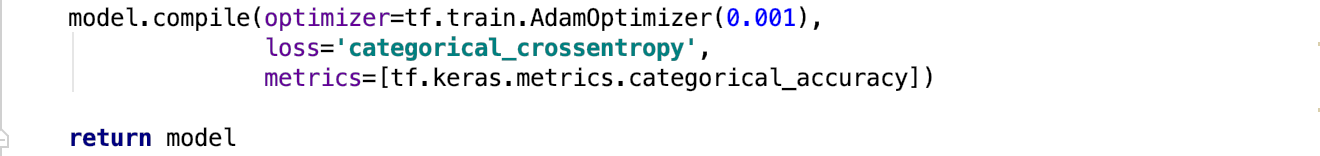 model.compile(optimizer=tf.train.AdamOptimizer(0.001),
loss='categorical_crossentropy',
metrics=[tf.keras.metrics.categorical_accuracy])
return model